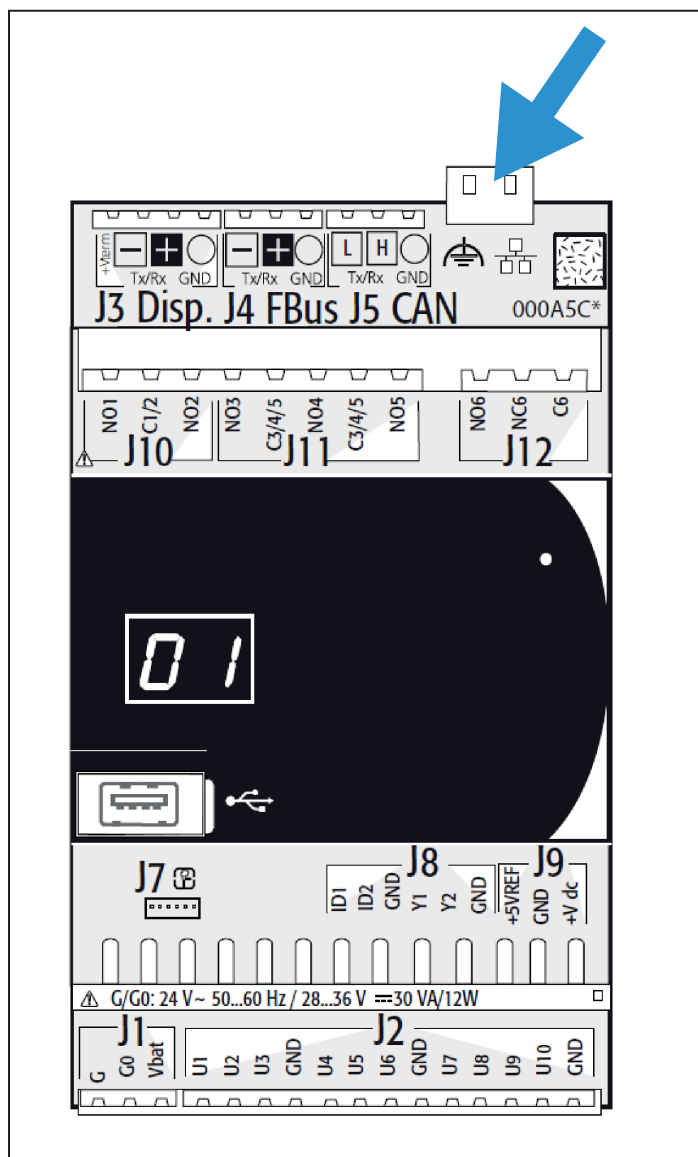 +Vterm
Tx/Rx GND Tx/Rx GND L H Tx/Rx GND
J3 Disp. J4 FBus J5 CAN 000A5C*
NO1 C1/2 NO2 NO3 C3/4/5 NO4 C3/4/5 NO5 NO6 NC6 C6
J10 J11 J12
01
J7 J8 J9
ID1 ID2 GND Y1 Y2 GND +5VREF GND +V dc
G/G0: 24 V~ 50...60 Hz / 28...36 V ⎓30 VA/12W
J1 J2
G G0 Vbat U1 U2 U3 GND U4 U5 U6 GND U7 U8 U9 U10 GND